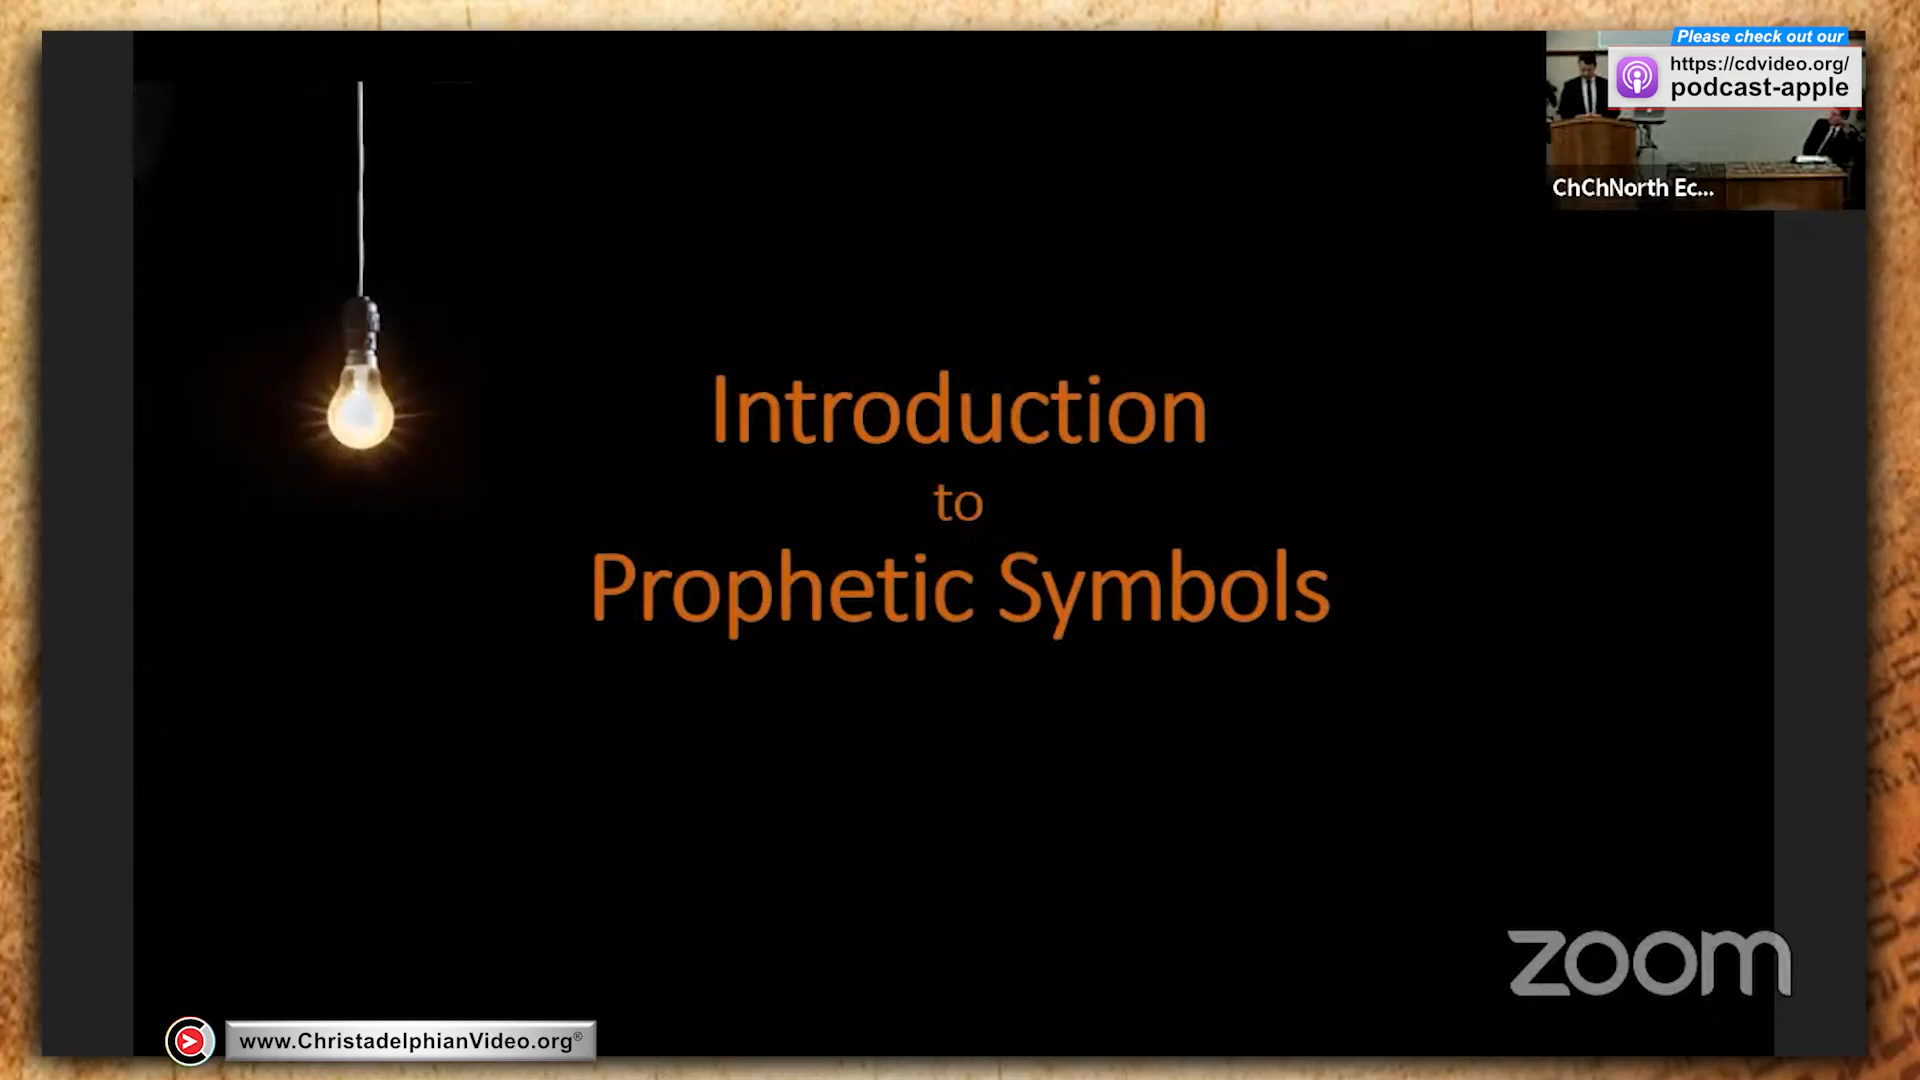 Please check out our
https://cdvideo.org/
podcast-apple
ChChNorth Ec...
Introduction
to
Prophetic Symbols
zoom
www.ChristadelphianVideo.org®